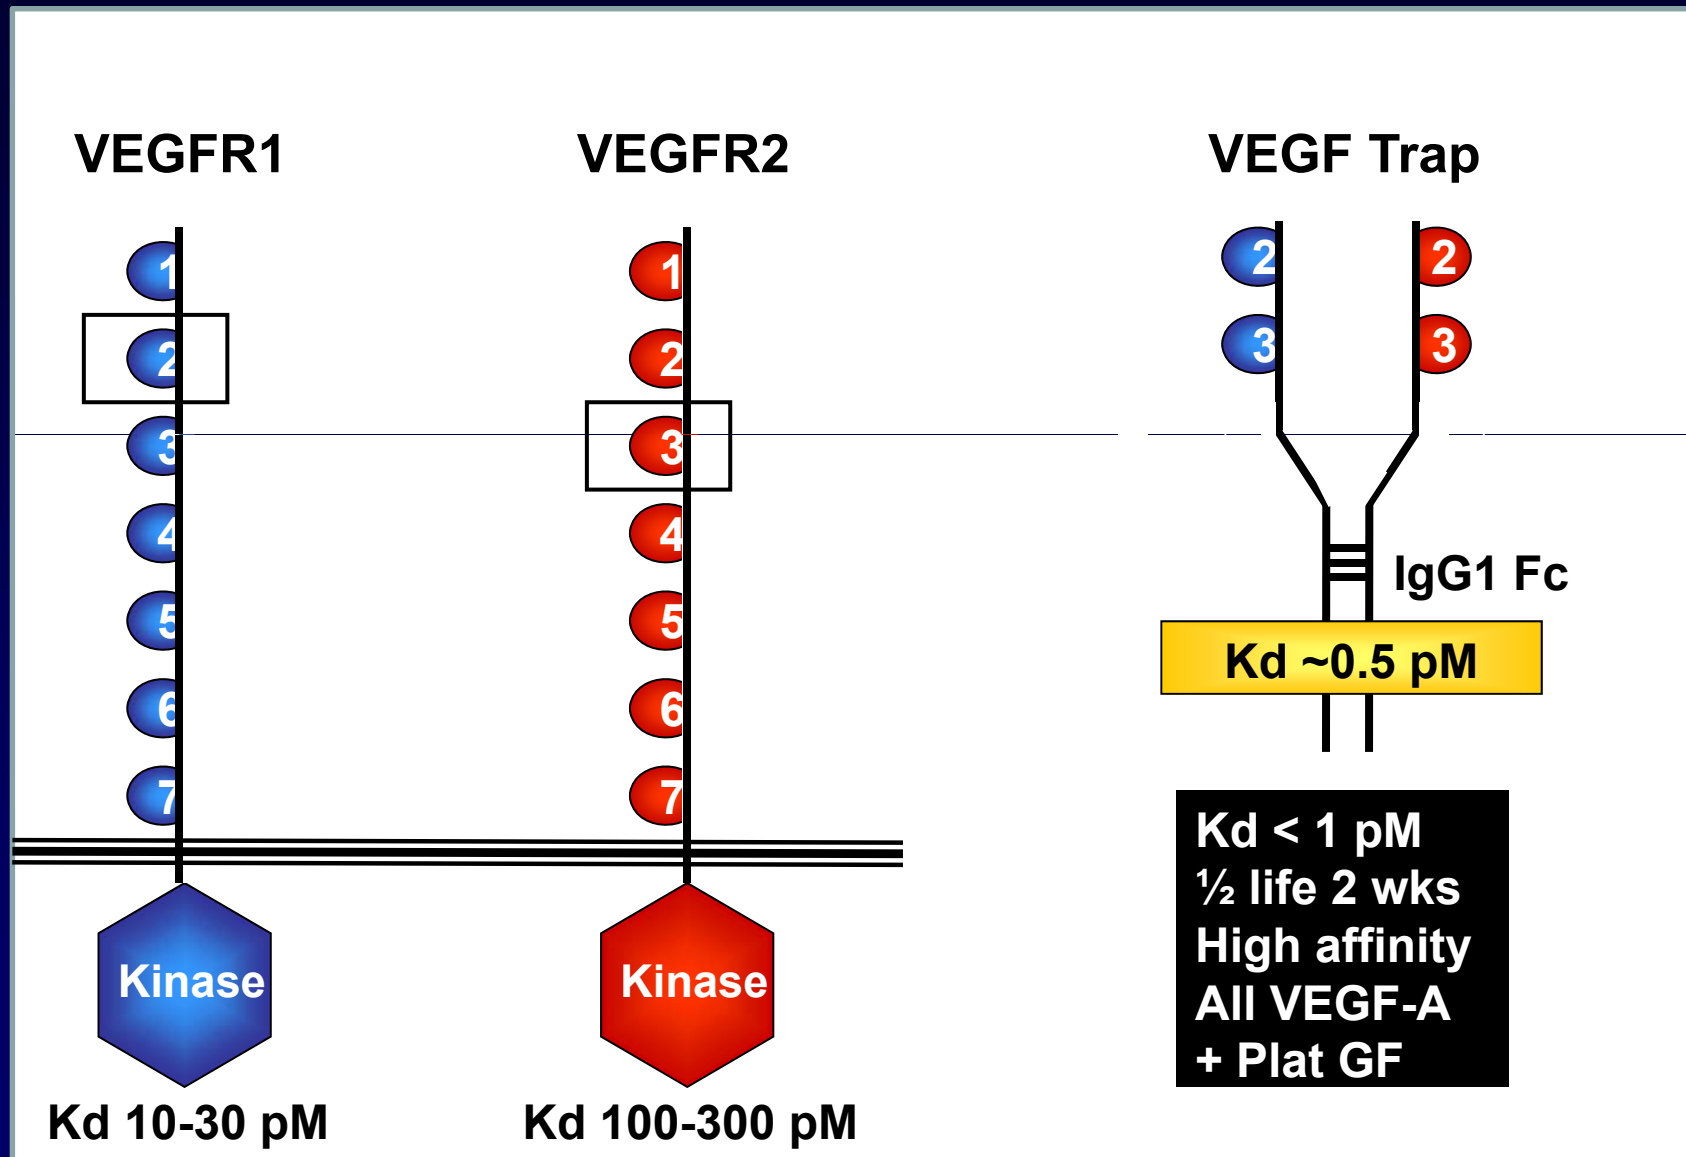 VEGFR1
VEGFR2
VEGF Trap
1
2
3
4
5
6
7
Kinase
Kd 10-30 pM
1
2
3
4
5
6
7
Kinase
Kd 100-300 pM
2
2
3
3
IgG1 Fc
Kd ~0.5 pM
Kd < 1 pM
½ life 2 wks
High affinity
All VEGF-A
+ Plat GF